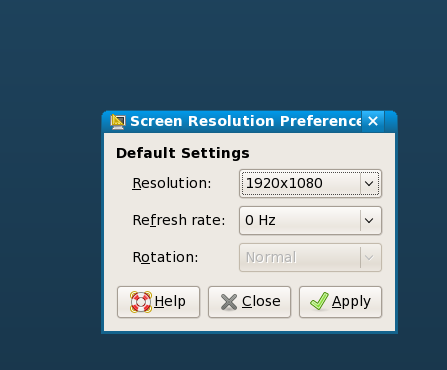 Screen Resolution Preference
Default Settings
Resolution: 1920x1080
Refresh rate: 0 Hz
Rotation: Normal
Help Close Apply